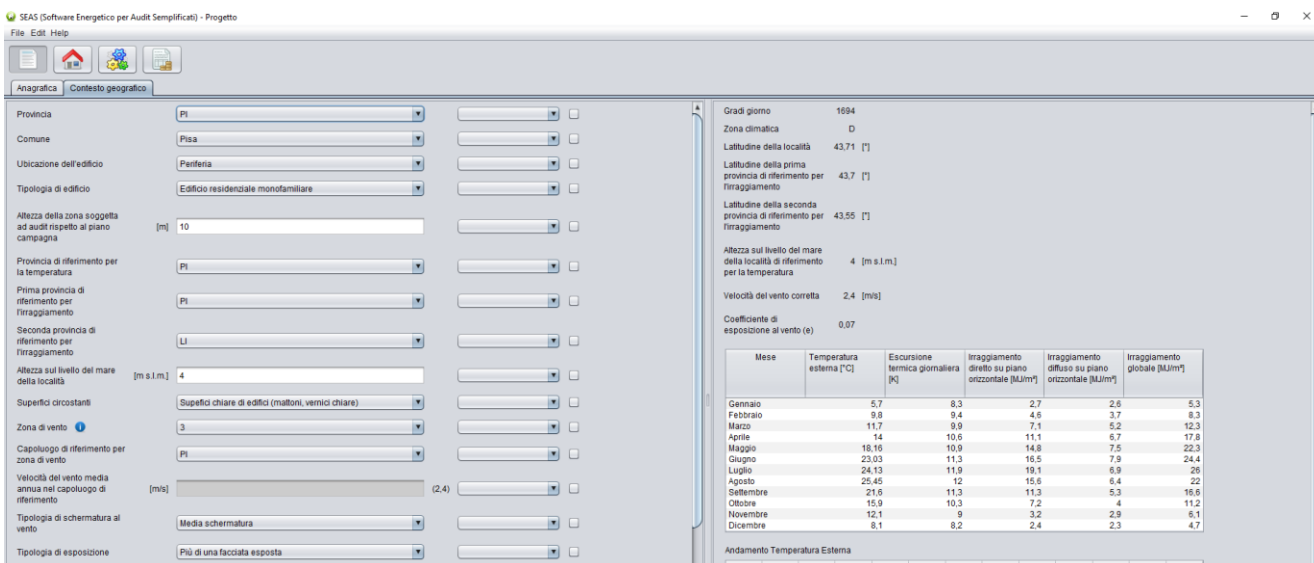 SEAS (Software Energetico per Audit Semplificati) - Progetto
File Edit Help
Anagrafica Contesto geografico
Provincia PI
Comune Pisa
Ubicazione dell'edificio Periferia
Tipologia di edificio Edificio residenziale monofamiliare
Altezza della zona soggetta
ad audit rispetto al piano [m] 10
campagna
Provincia di riferimento per
la temperatura PI
Prima provincia di
riferimento per PI
l'irraggiamento
Seconda provincia di
riferimento per LI
l'irraggiamento
Altezza sul livello del mare
della località [m s.l.m.] 4
Superfici circostanti Supefici chiare di edifici (mattoni, vernici chiare)
Zona di vento 3
Capoluogo di riferimento per
zona di vento PI
Velocità del vento media
annua nel capoluogo di [m/s] (2,4)
riferimento
Tipologia di schermatura al
vento Media schermatura
Tipologia di esposizione Più di una facciata esposta
Gradi giorno 1694
Zona climatica D
Latitudine della località 43,71 [°]
Latitudine della prima
provincia di riferimento per 43,7 [°]
l'irraggiamento
Latitudine della seconda
provincia di riferimento per 43,55 [°]
l'irraggiamento
Altezza sul livello del mare
della località di riferimento 4 [m s.l.m.]
per la temperatura
Velocità del vento corretta 2,4 [m/s]
Coefficiente di
esposizione al vento (e) 0,07
Mese Temperatura Escursione Irraggiamento Irraggiamento Irraggiamento
esterna [°C] termica giornaliera diretto su piano diffuso su piano globale [MJ/m²]
[K] orizzontale [MJ/m²] orizzontale [MJ/m²]
Gennaio 5,7 8,3 2,7 2,6 5,3
Febbraio 9,8 9,4 4,6 3,7 8,3
Marzo 11,7 9,9 7,1 5,2 12,3
Aprile 14 10,6 11,1 6,7 17,8
Maggio 18,16 10,9 14,8 7,5 22,3
Giugno 23,03 11,3 16,5 7,9 24,4
Luglio 24,13 11,9 19,1 6,9 26
Agosto 25,45 12 15,6 6,4 22
Settembre 21,6 11,3 11,3 5,3 16,6
Ottobre 15,9 10,3 7,2 4 11,2
Novembre 12,1 9 3,2 2,9 6,1
Dicembre 8,1 8,2 2,4 2,3 4,7
Andamento Temperatura Esterna